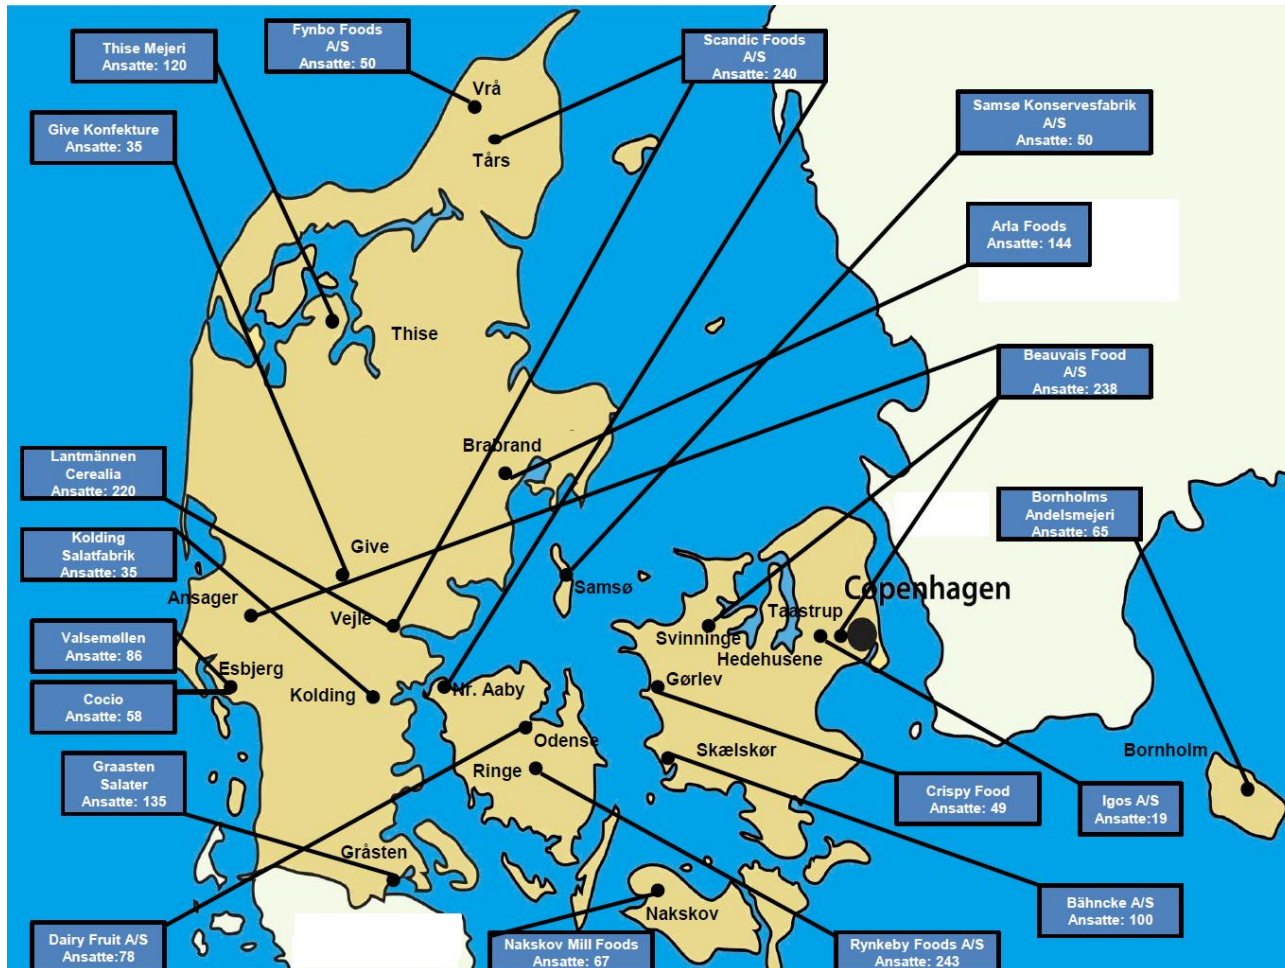 Thise Mejeri
Ansatte: 120
Fynbo Foods
A/S
Ansatte: 50
Scandic Foods
A/S
Ansatte: 240
Give Konfekture
Ansatte: 35
Samsø Konservesfabrik
A/S
Ansatte: 50
Arla Foods
Ansatte: 144
Beauvais Food
A/S
Ansatte: 238
Lantmännen
Cerealia
Ansatte: 220
Bornholms
Andelsmejeri
Ansatte: 65
Kolding
Salatfabrik
Ansatte: 35
Valsemøllen
Ansatte: 86
Cocio
Ansatte: 58
Graasten
Salater
Ansatte: 135
Crispy Food
Ansatte: 49
Igos A/S
Ansatte:19
Bähncke A/S
Ansatte: 100
Dairy Fruit A/S
Ansatte:78
Nakskov Mill Foods
Ansatte: 67
Rynkeby Foods A/S
Ansatte: 243
Vrå
Tårs
Thise
Brabrand
Give
Ansager
Vejle
Samsø
Copenhagen
Taastrup
Svinninge
Hedehusene
Esbjerg
Kolding
Nr. Aaby
Gørlev
Odense
Ringe
Skælskør
Bornholm
Gråsten
Nakskov